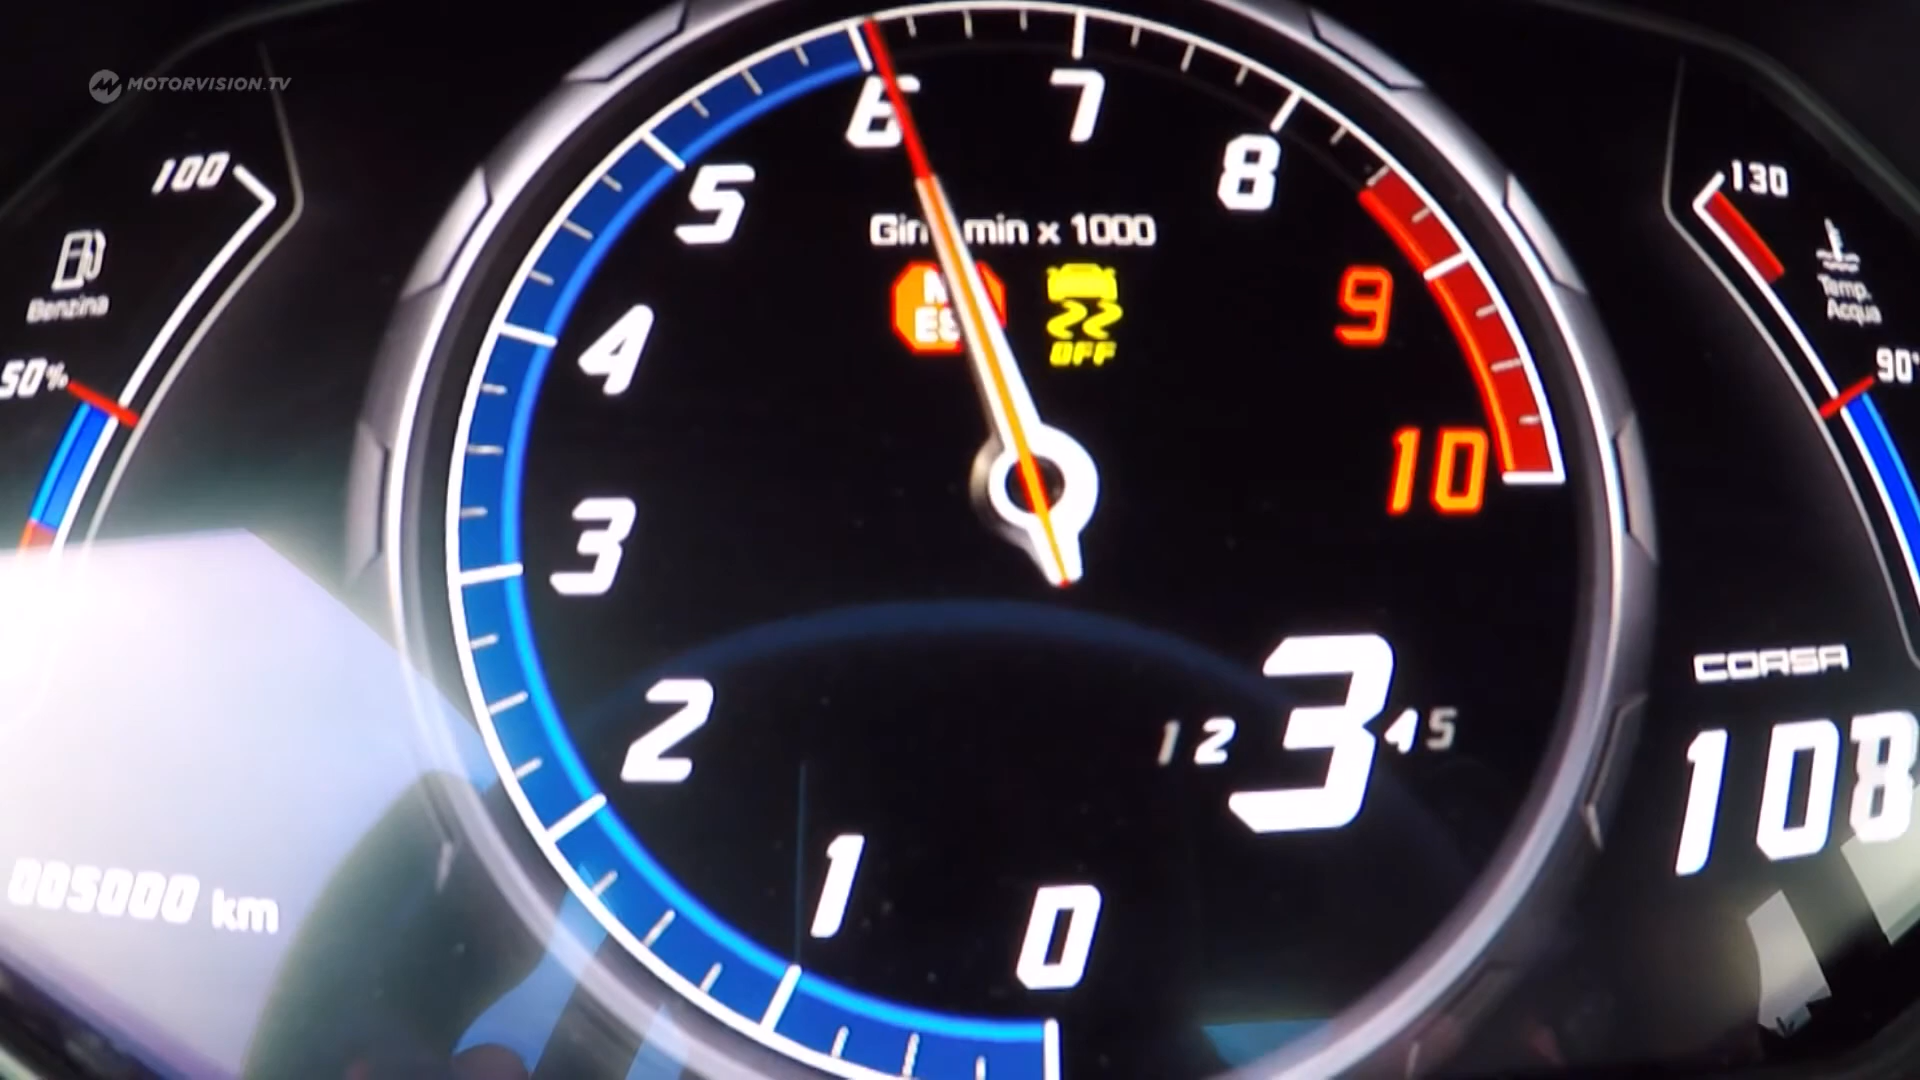 MOTORVISION.TV
100
Benzina
50%
005000 km
6
7
5
8
min x 1000
4
9
OFF
3
10
2
1 2 3 4 5
1
0
130
Temp.
Acqua
90°
CORSA
108